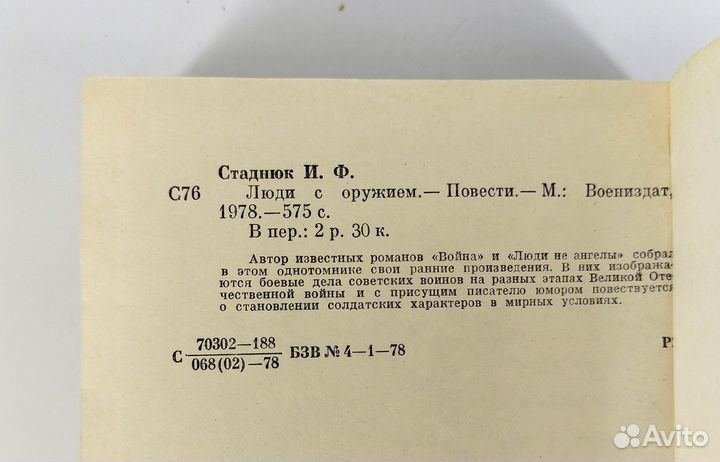 Стаднюк И. Ф.
С76 Люди с оружием.— Повести.— М.: Воениздат,
1978.—575 с.
В пер.: 2 р. 30 к.
Автор известных романов «Война» и «Люди не ангелы» собрал
в этом однотомнике свои ранние произведения. В них изобража-
ются боевые дела советских воинов на разных этапах Великой Оте-
чественной войны и с присущим писателю юмором повествуется
о становлении солдатских характеров в мирных условиях.
С 70302—188
068(02)—78 БЗВ № 4—1—78
Avito